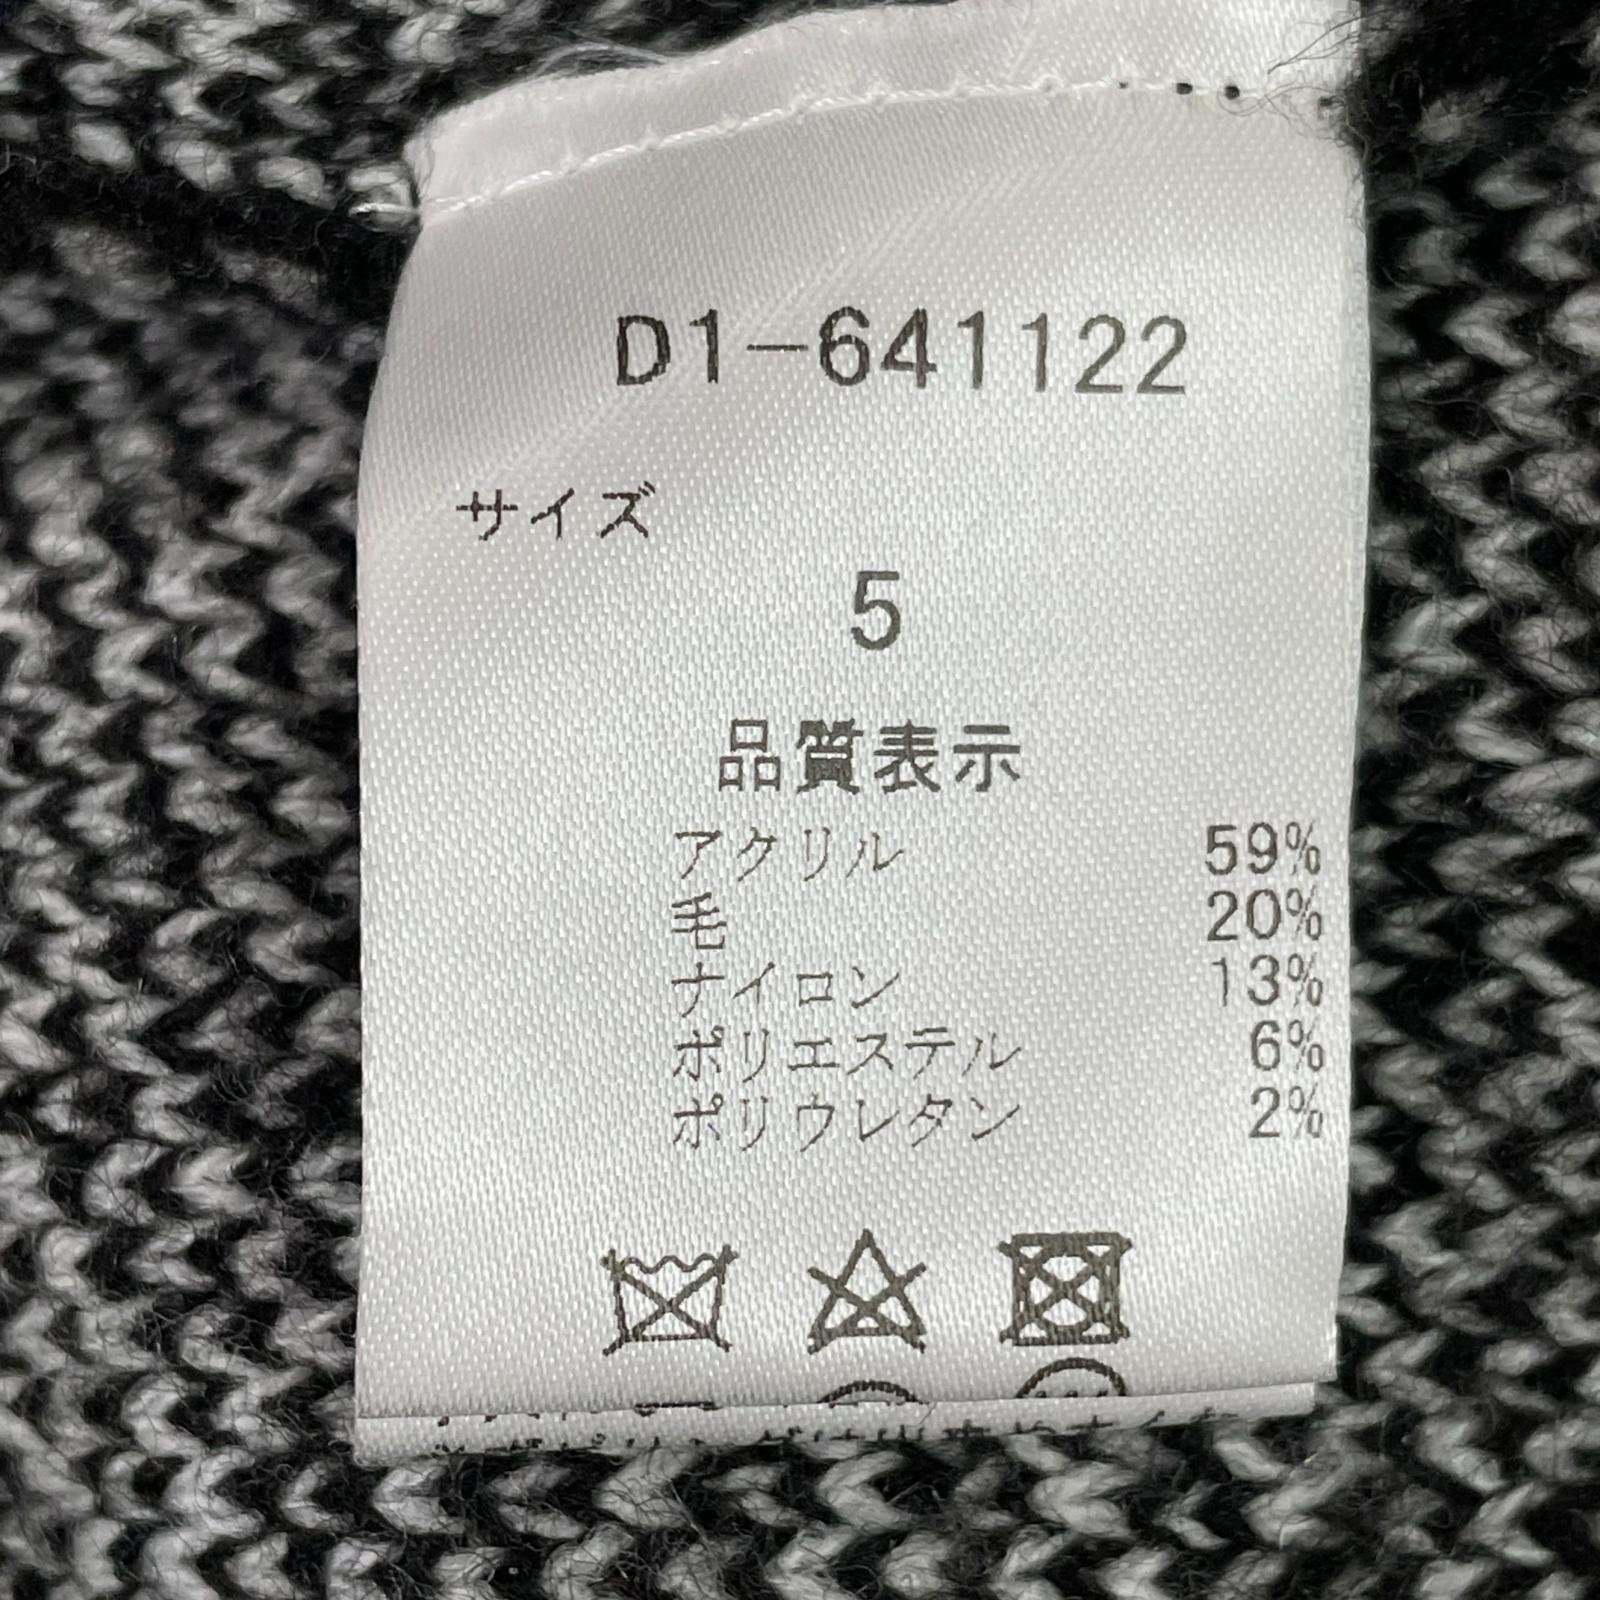 D1-641122
サイズ
5
品質表示
アクリル 59%
毛 20%
ナイロン 13%
ポリエステル 6%
ポリウレタン 2%